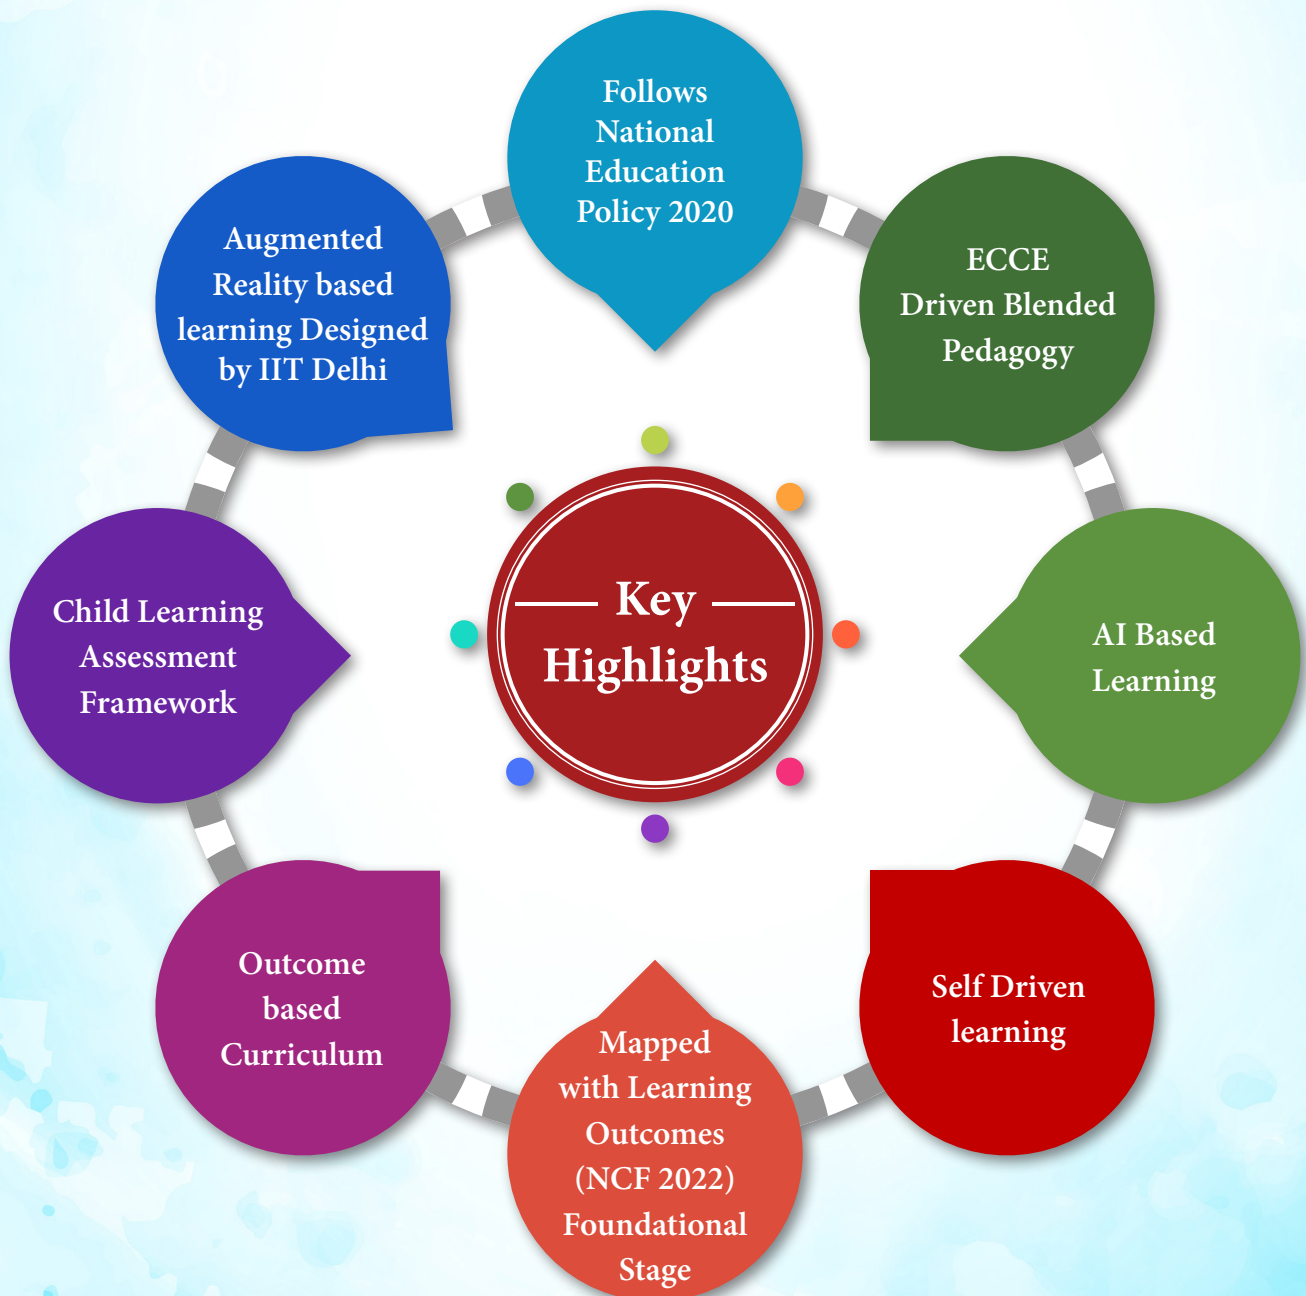 Follows
National
Education
Policy 2020
ECCE
Driven Blended
Pedagogy
AI Based
Learning
Self Driven
learning
Mapped
with Learning
Outcomes
(NCF 2022)
Foundational
Stage
Outcome
based
Curriculum
Child Learning
Assessment
Framework
Augmented
Reality based
learning Designed
by IIT Delhi
Key
Highlights